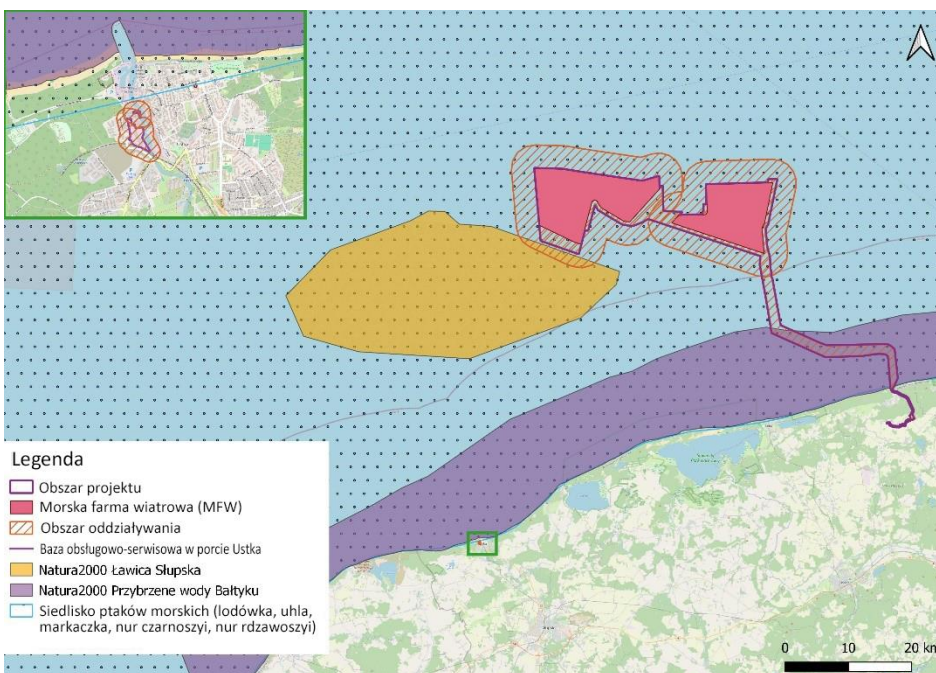 Legenda
Obszar projektu
Morska farma wiatrowa (MFW)
Obszar oddziaływania
Baza obsługowo-serwisowa w porcie Ustka
Natura2000 Ławica Słupska
Natura2000 Przybrzene wody Bałtyku
Siedlisko ptaków morskich (lodówka, uhla,
markaczka, nur czarnoszyi, nur rdzawoszyi)
0 10 20 km